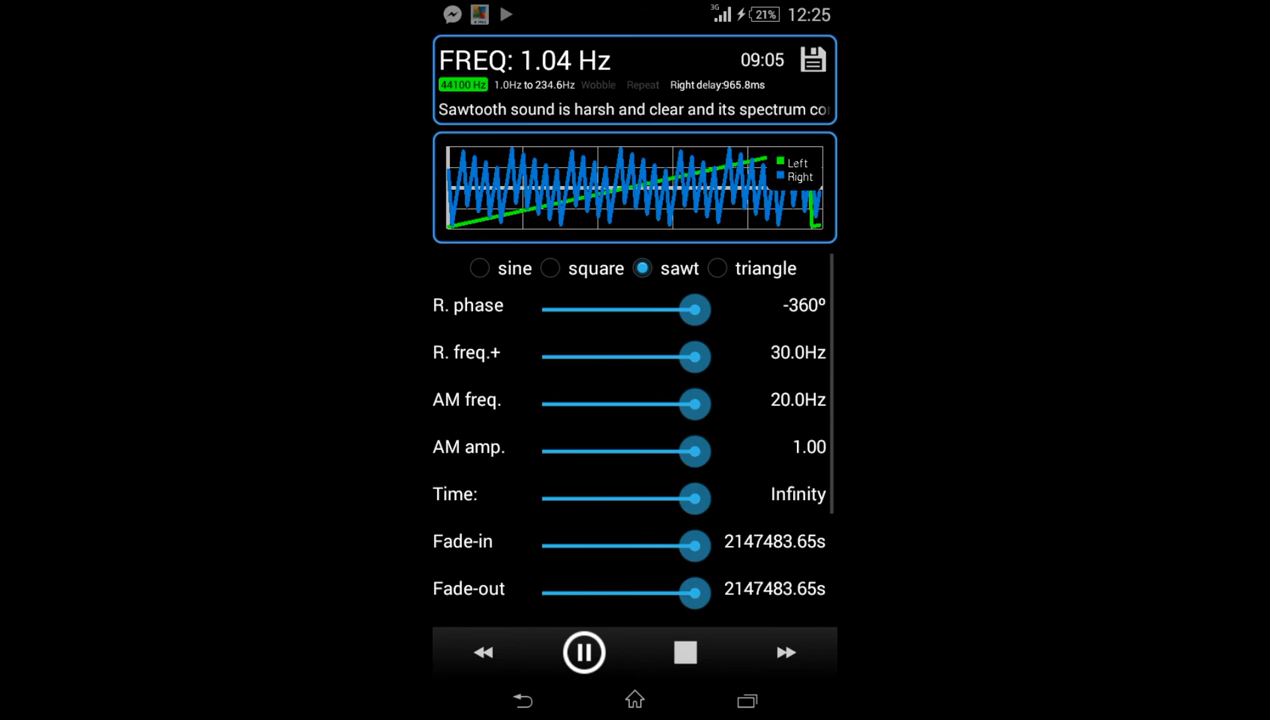 3G 21% 12:25
FREQ: 1.04 Hz 09:05
44100 Hz 1.0Hz to 234.6Hz Wobble Repeat Right delay:965.8ms
Sawtooth sound is harsh and clear and its spectrum co
Left
Right
sine square sawt triangle
R. phase -360º
R. freq.+ 30.0Hz
AM freq. 20.0Hz
AM amp. 1.00
Time: Infinity
Fade-in 2147483.65s
Fade-out 2147483.65s